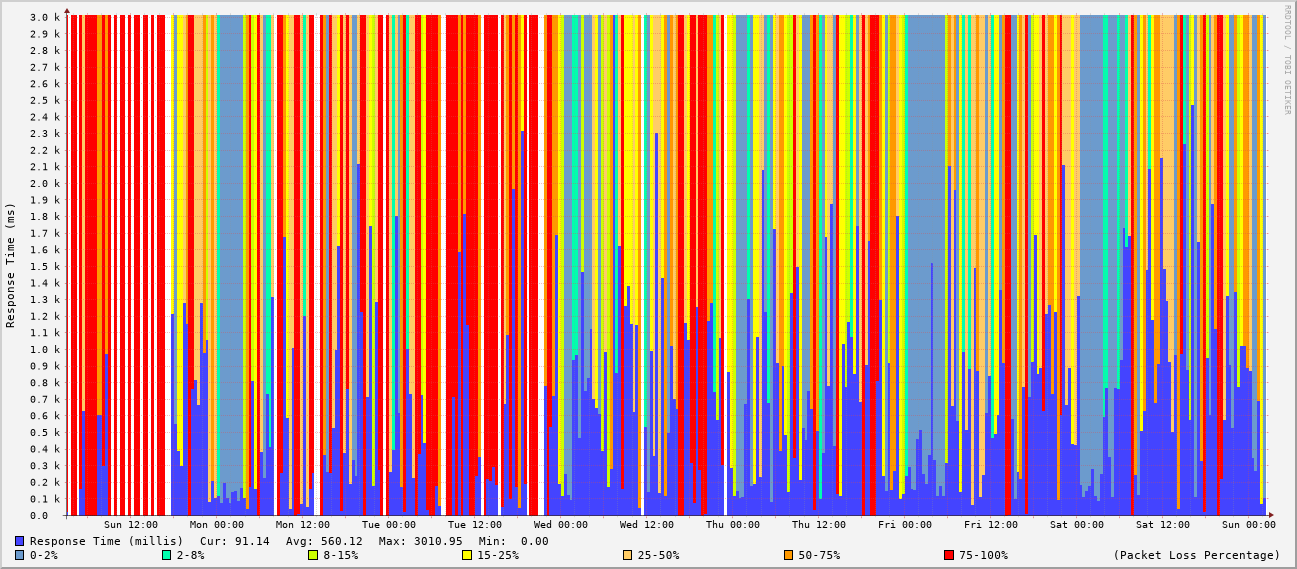 RRDTOOL / TOBI OETIKER
Response Time (ms)
3.0 k
2.9 k
2.8 k
2.7 k
2.6 k
2.5 k
2.4 k
2.3 k
2.2 k
2.1 k
2.0 k
1.9 k
1.8 k
1.7 k
1.6 k
1.5 k
1.4 k
1.3 k
1.2 k
1.1 k
1.0 k
0.9 k
0.8 k
0.7 k
0.6 k
0.5 k
0.4 k
0.3 k
0.2 k
0.1 k
0.0
Sun 12:00 Mon 00:00 Mon 12:00 Tue 00:00 Tue 12:00 Wed 00:00 Wed 12:00 Thu 00:00 Thu 12:00 Fri 00:00 Fri 12:00 Sat 00:00 Sat 12:00 Sun 00:00
Response Time (millis) Cur: 91.14 Avg: 560.12 Max: 3010.95 Min: 0.00
0-2% 2-8% 8-15% 15-25% 25-50% 50-75% 75-100% (Packet Loss Percentage)